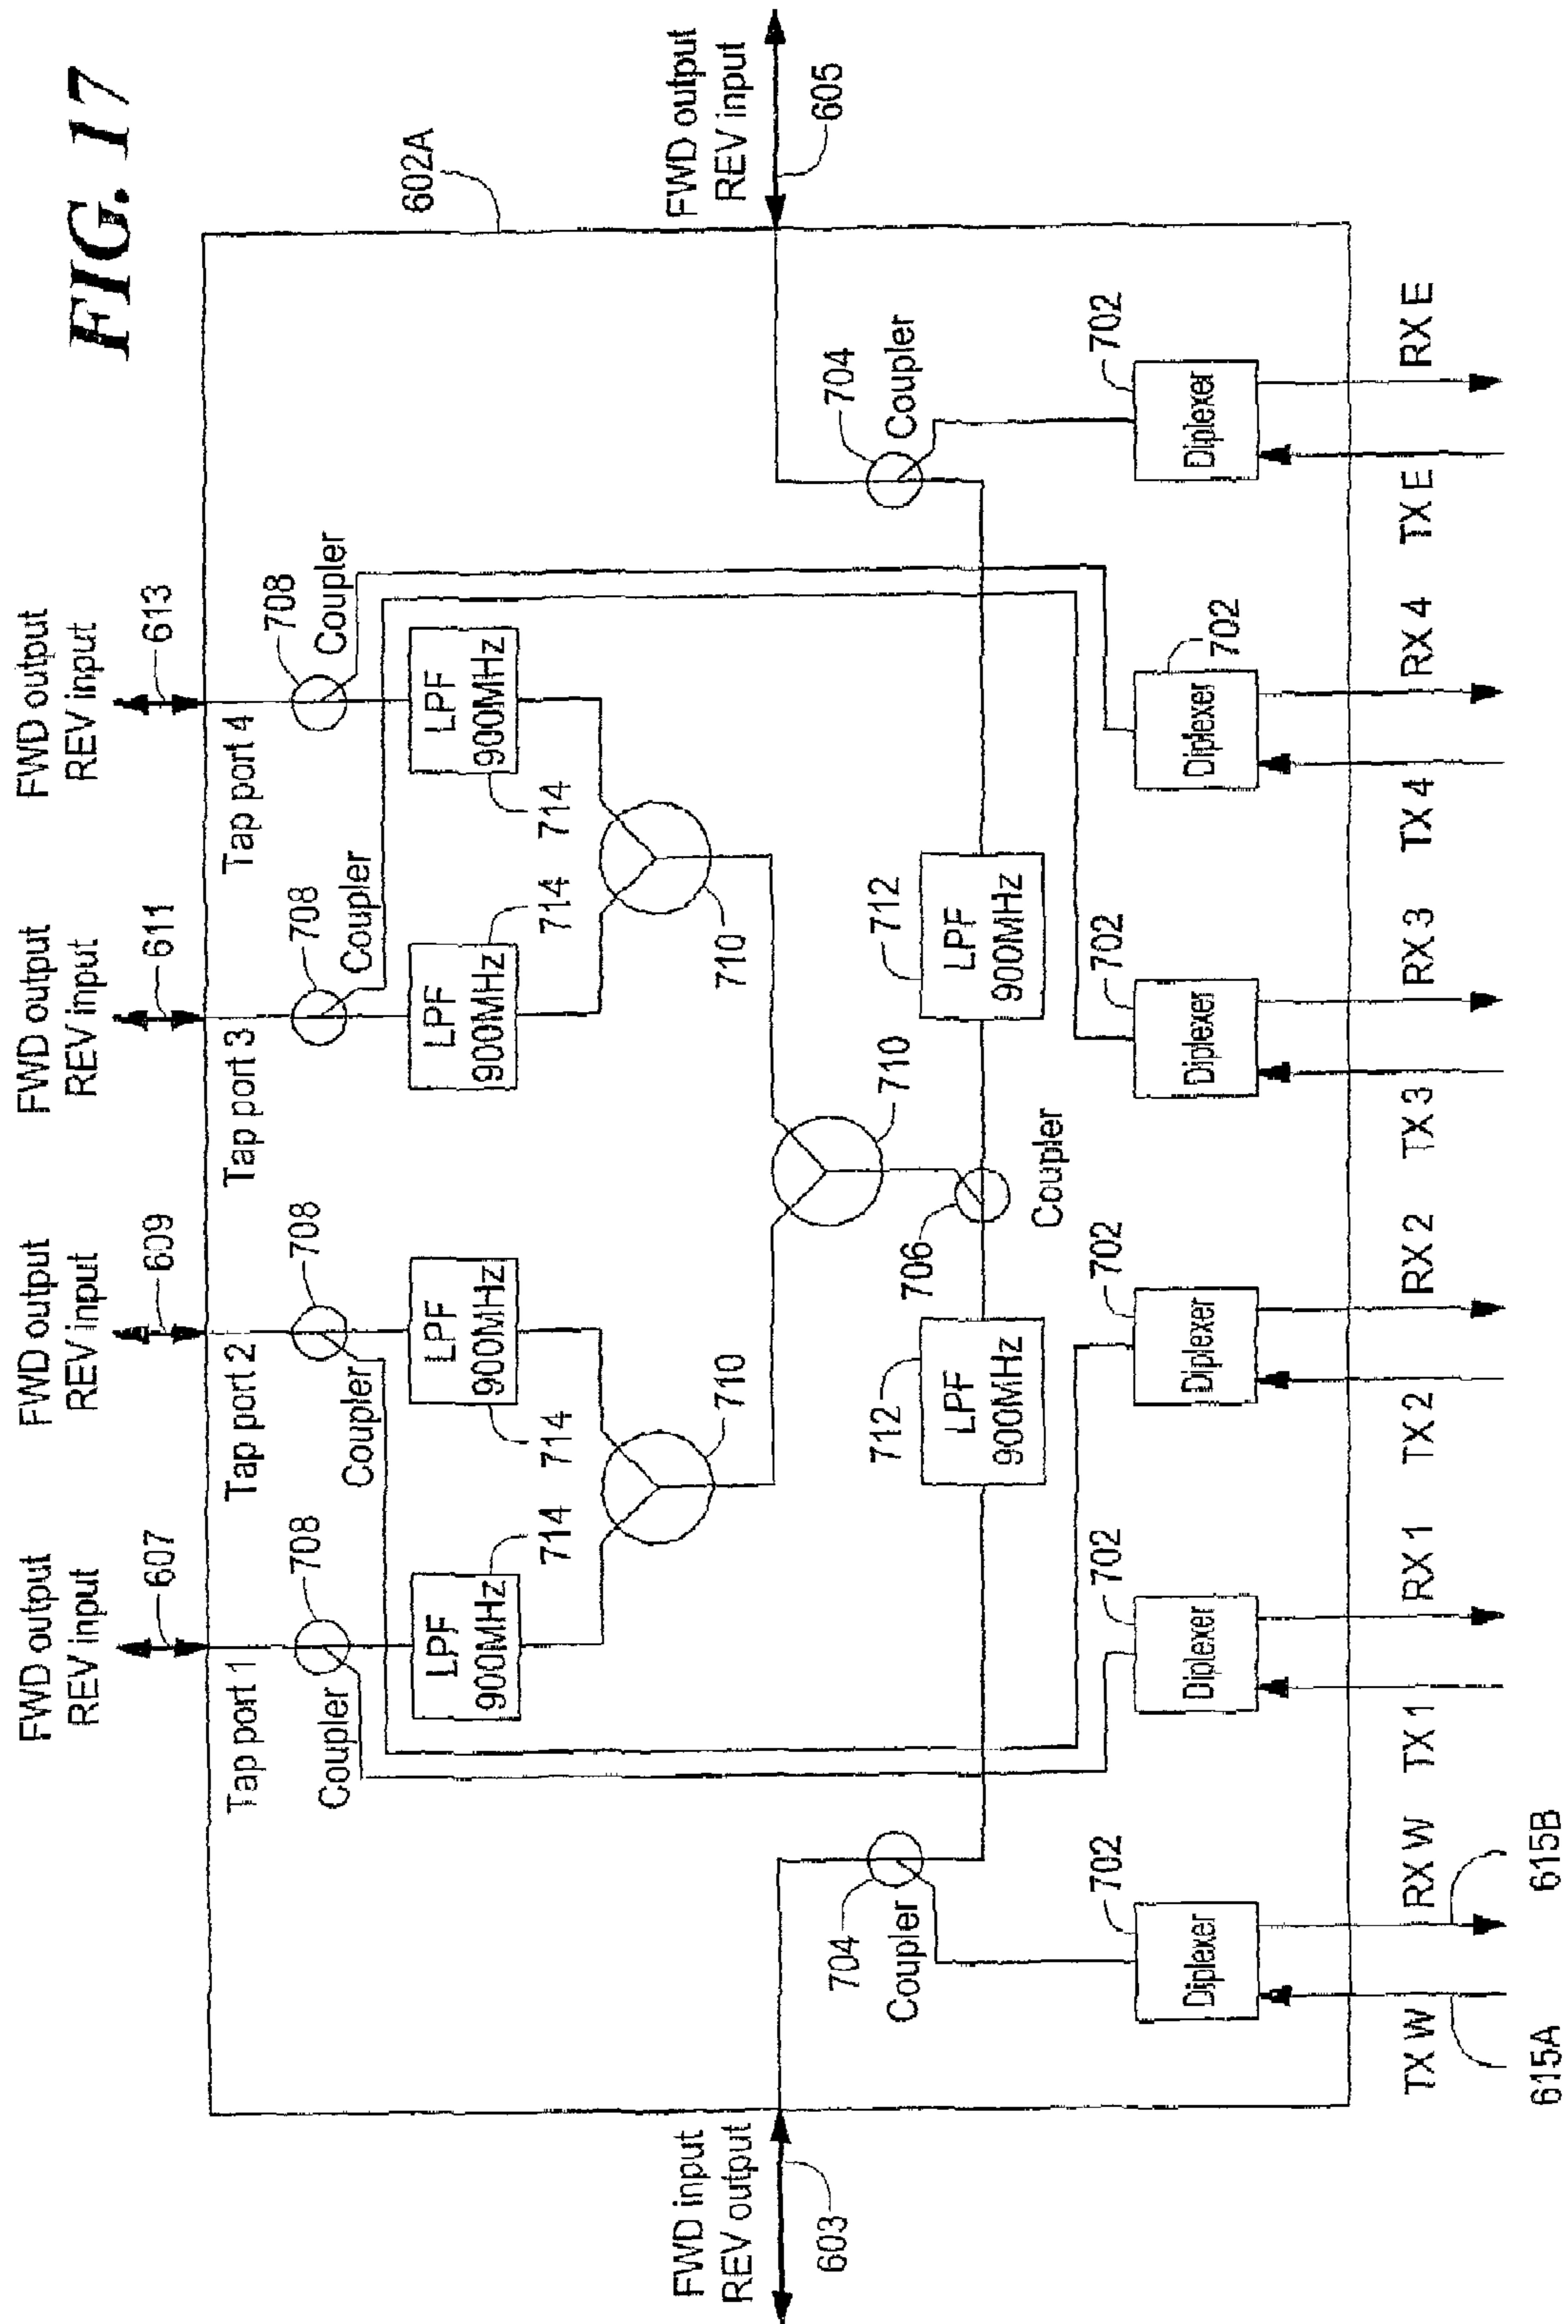 FIG. 17
FWD output
REV input
607
FWD output
REV input
609
FWD output
REV input
611
FWD output
REV input
613
602A
Tap port 1
Tap port 2
Tap port 3
Tap port 4
708
708
708
708
Coupler
Coupler
Coupler
Coupler
LPF
900MHz
LPF
900MHz
LPF
900MHz
LPF
900MHz
714
714
714
714
710
710
710
FWD input
REV output
603
FWD output
REV input
605
704
Coupler
704
Coupler
712
LPF
900MHz
706
Coupler
712
LPF
900MHz
702
Diplexer
702
Diplexer
702
Diplexer
702
Diplexer
702
Diplexer
702
Diplexer
TX W
RX W
TX 1
RX 1
TX 2
RX 2
TX 3
RX 3
TX 4
RX 4
TX E
RX E
615A
615B